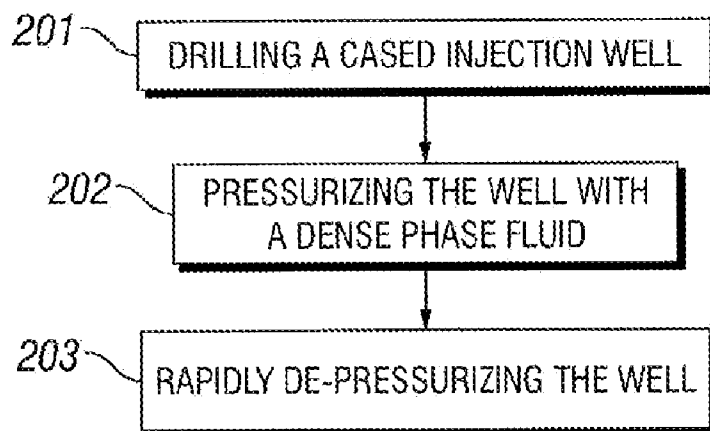 201
DRILLING A CASED INJECTION WELL
202
PRESSURIZING THE WELL WITH
A DENSE PHASE FLUID
203
RAPIDLY DE-PRESSURIZING THE WELL